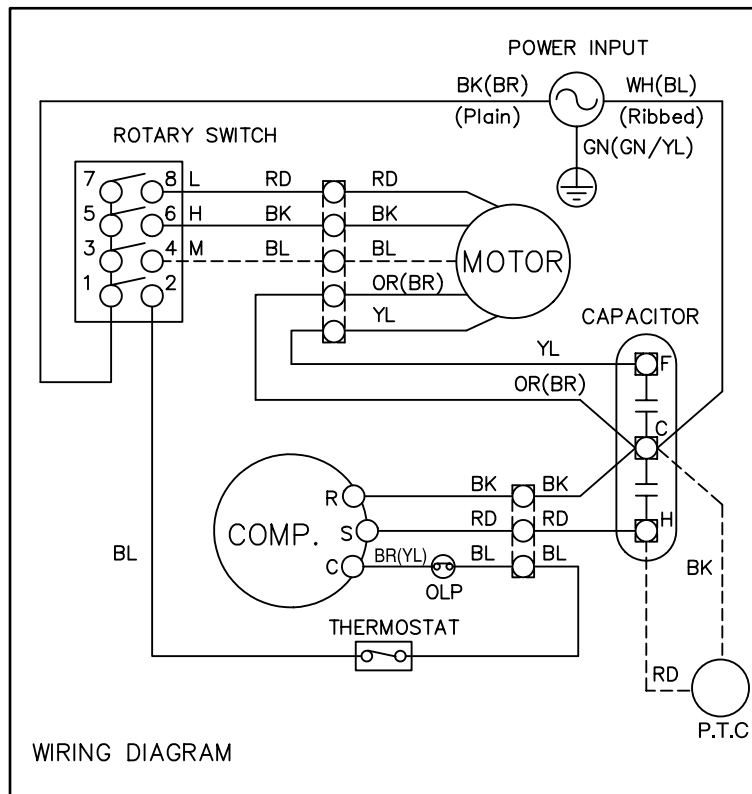 POWER INPUT
BK(BR)
WH(BL)
(Plain)
(Ribbed)
GN(GN/YL)
ROTARY SWITCH
7 8 L RD RD
5 6 H BK BK
3 4 M BL BL
1 2
MOTOR
OR(BR)
YL
CAPACITOR
YL
F
OR(BR)
C
R BK BK
COMP.
S RD RD H
C BR(YL) BL BL
OLP
BL
BK
THERMOSTAT
RD
P.T.C
WIRING DIAGRAM